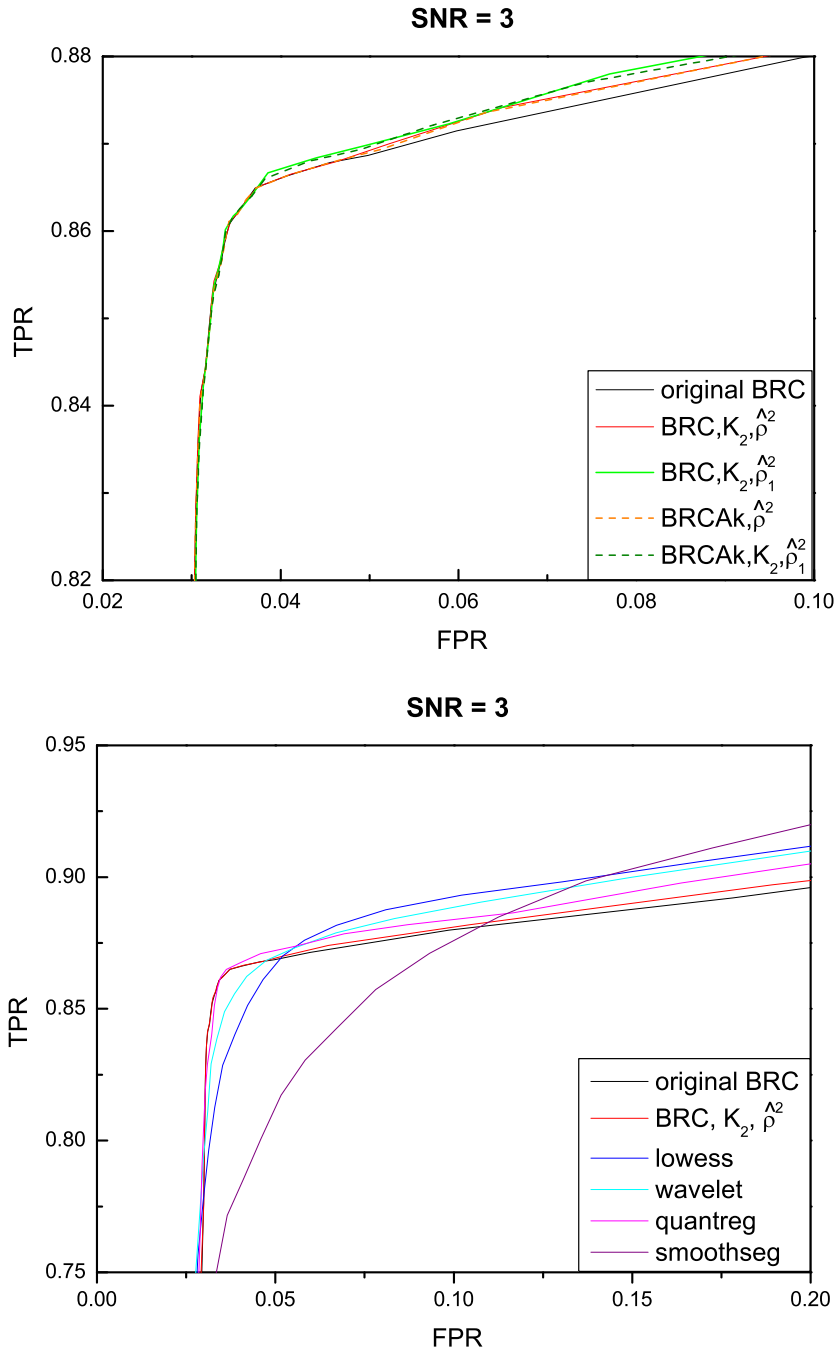 SNR = 3
0.88
0.86
TPR
0.84
0.82
original BRC
BRC,K₂,ρ̂²
BRC,K₂,ρ̂₁²
BRCAk,ρ̂²
BRCAk,K₂,ρ̂₁²
0.02 0.04 0.06 0.08 0.10
FPR
SNR = 3
0.95
0.90
TPR
0.85
0.80
0.75
original BRC
BRC, K₂, ρ̂²
lowess
wavelet
quantreg
smoothseg
0.00 0.05 0.10 0.15 0.20
FPR